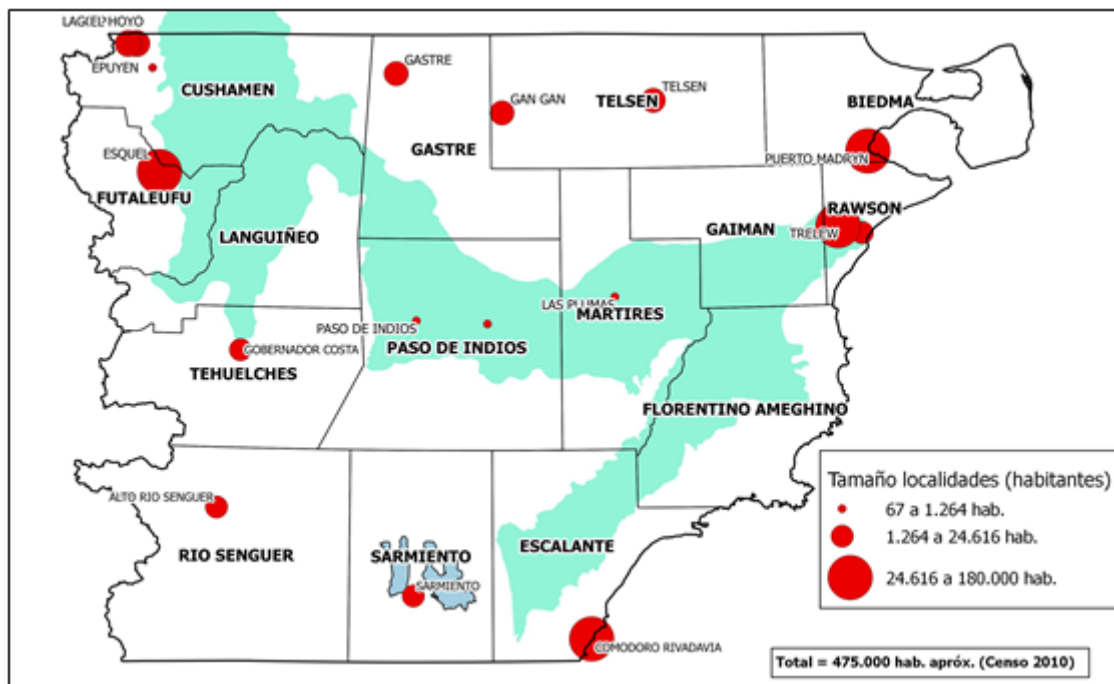 HOYO
EPUYEN
CUSHAMEN
GASTRE
GAN GAN
TELSEN
TELSEN
BIEDMA
GASTRE
PUERTO MADRYN
ESQUEL
FUTALEUFU
RAWSON
GAIMAN
TRELEW
LANGUIÑEO
LAS PLUMAS
MARTIRES
PASO DE INDIOS
PASO DE INDIOS
GOBERNADOR COSTA
TEHUELCHES
FLORENTINO AMEGHINO
Tamaño localidades (habitantes)
67 a 1.264 hab.
1.264 a 24.616 hab.
24.616 a 180.000 hab.
ALTO RIO SENGUER
RIO SENGUER
SARMIENTO
ESCALANTE
SARMIENTO
COMODORO RIVADAVIA
Total = 475.000 hab. apróx. (Censo 2010)